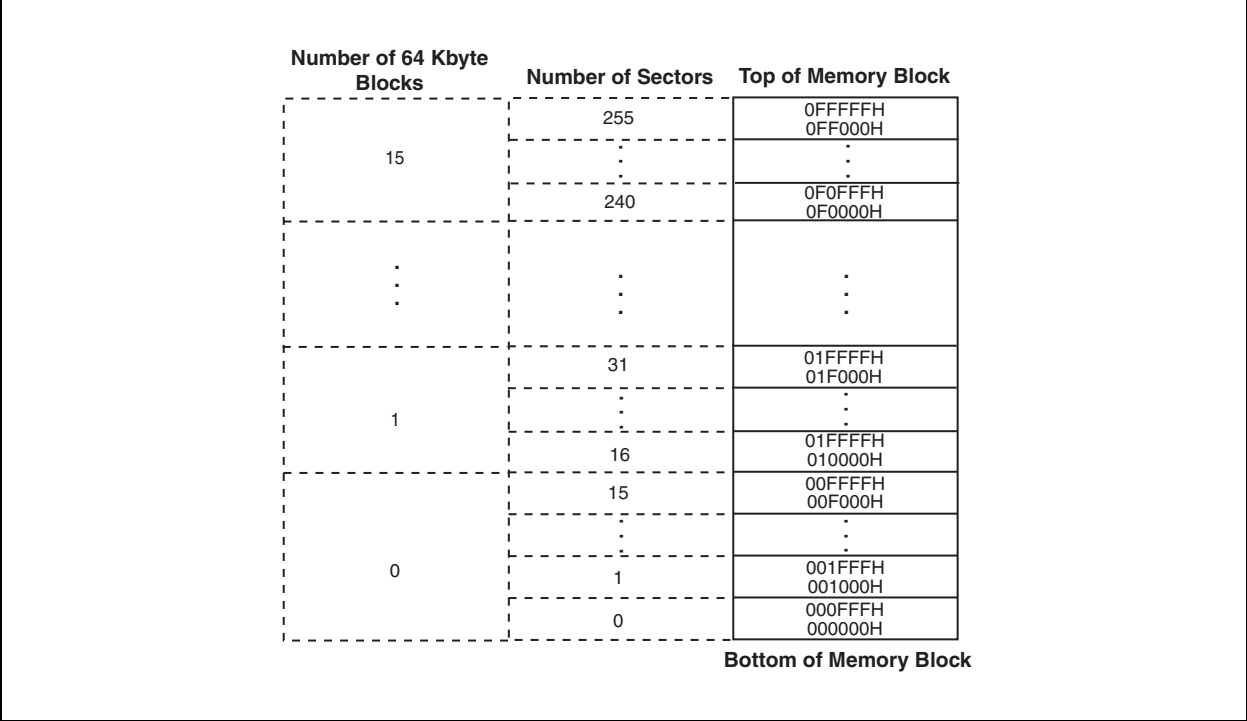 Number of 64 Kbyte
Blocks
Number of Sectors
Top of Memory Block
15
255
0FFFFFH
0FF000H
240
0F0FFFH
0F0000H
1
31
01FFFFH
01F000H
16
01FFFFH
010000H
0
15
00FFFFH
00F000H
1
001FFFH
001000H
0
000FFFH
000000H
Bottom of Memory Block